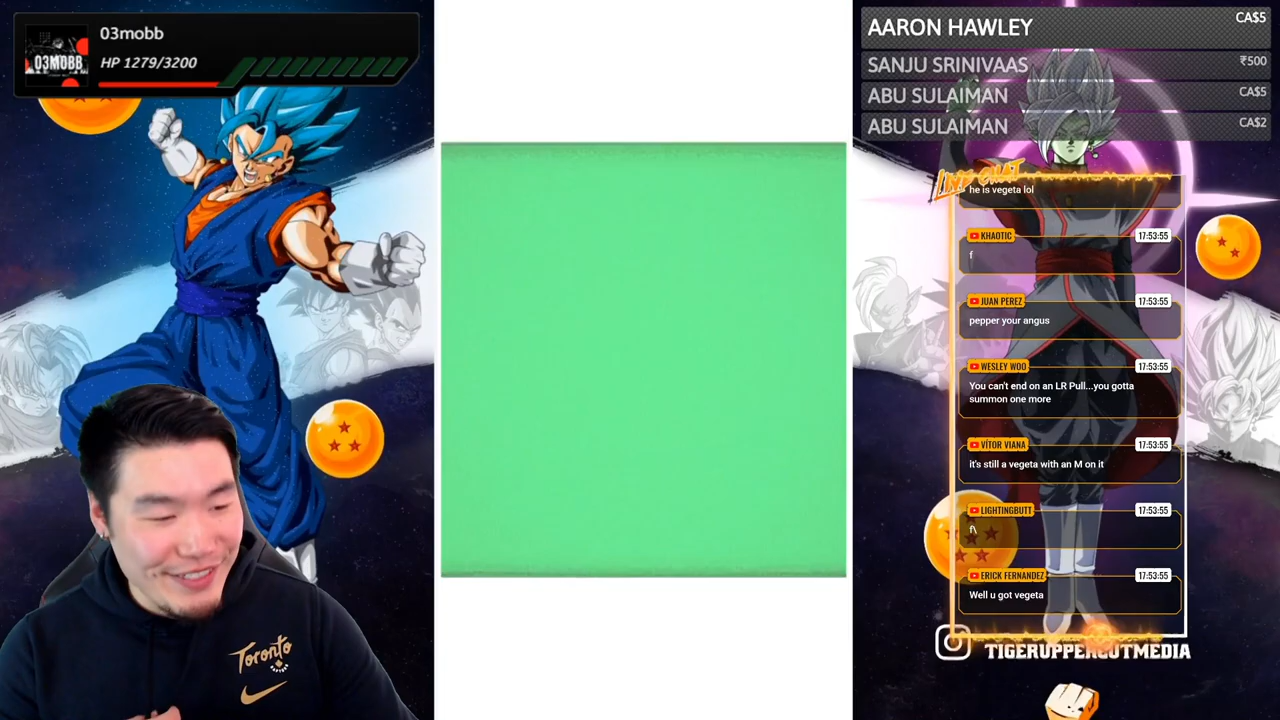 03mobb
03MOBB
HP 1279/3200
AARON HAWLEY
CA$5
SANJU SRINIVAAS
₹500
ABU SULAIMAN
CA$5
ABU SULAIMAN
CA$2
LIVE CHAT
he is vegeta lol
KHAOTIC
17:53:55
f
JUAN PEREZ
17:53:55
pepper your angus
WESLEY WOO
17:53:55
You can't end on an LR Pull...you gotta
summon one more
VÍTOR VIANA
17:53:55
it's still a vegeta with an M on it
LIGHTINGBUTT
17:53:55
f\
ERICK FERNANDEZ
17:53:55
Well u got vegeta
TIGERUPPERCUTMEDIA
Toronto